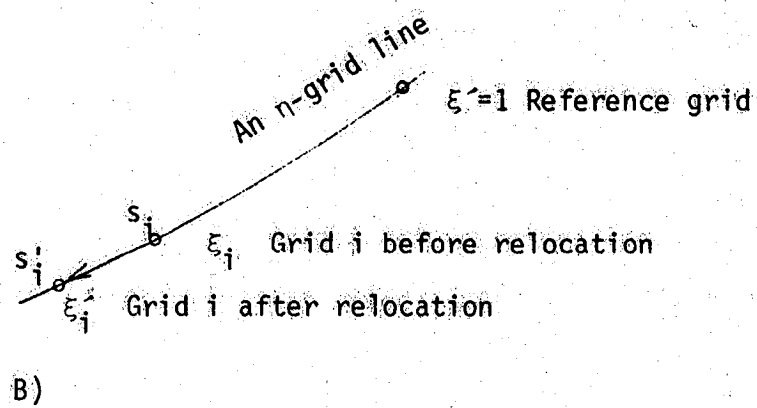 An η-grid line
ξ′=1 Reference grid
s_i
ξ_i Grid i before relocation
s'_i
ξ'_i Grid i after relocation
B)